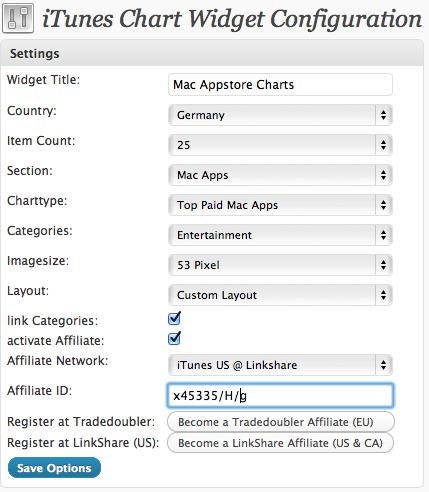 iTunes Chart Widget Configuration
Settings
Widget Title: Mac Appstore Charts
Country: Germany
Item Count: 25
Section: Mac Apps
Charttype: Top Paid Mac Apps
Categories: Entertainment
Imagesize: 53 Pixel
Layout: Custom Layout
link Categories:
activate Affiliate:
Affiliate Network: iTunes US @ Linkshare
Affiliate ID: x45335/H/g
Register at Tradedoubler: Become a Tradedoubler Affiliate (EU)
Register at LinkShare (US): Become a LinkShare Affiliate (US & CA)
Save Options